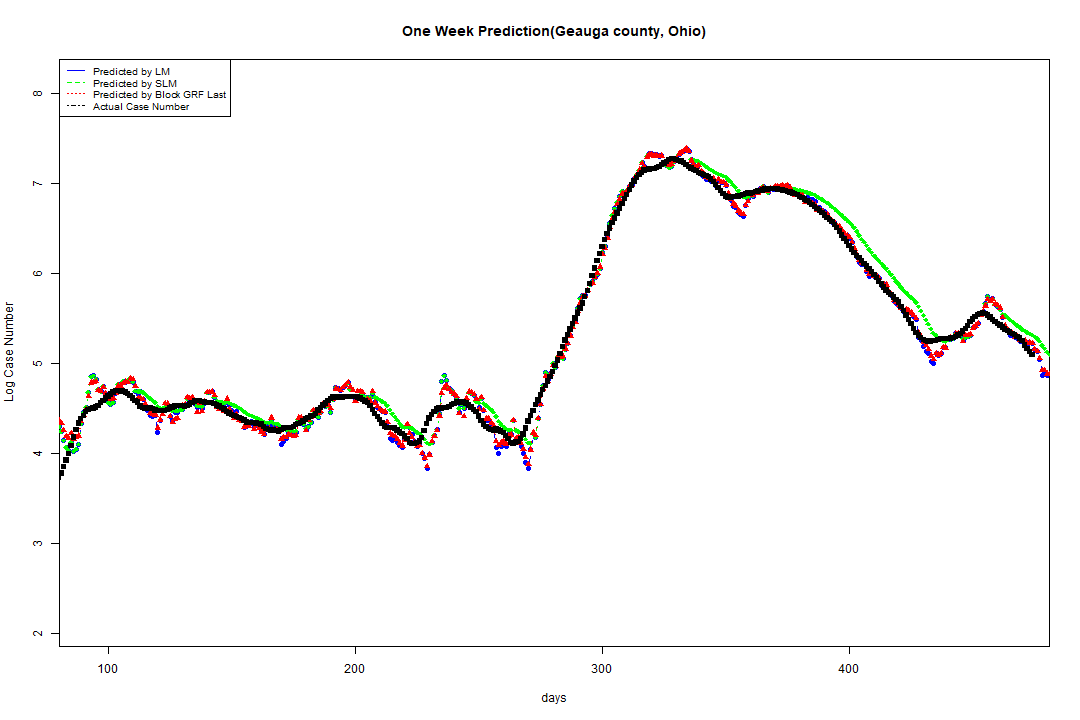 One Week Prediction(Geauga county, Ohio)
Predicted by LM
Predicted by SLM
Predicted by Block GRF Last
Actual Case Number
8
7
6
5
4
3
2
Log Case Number
100 200 300 400
days